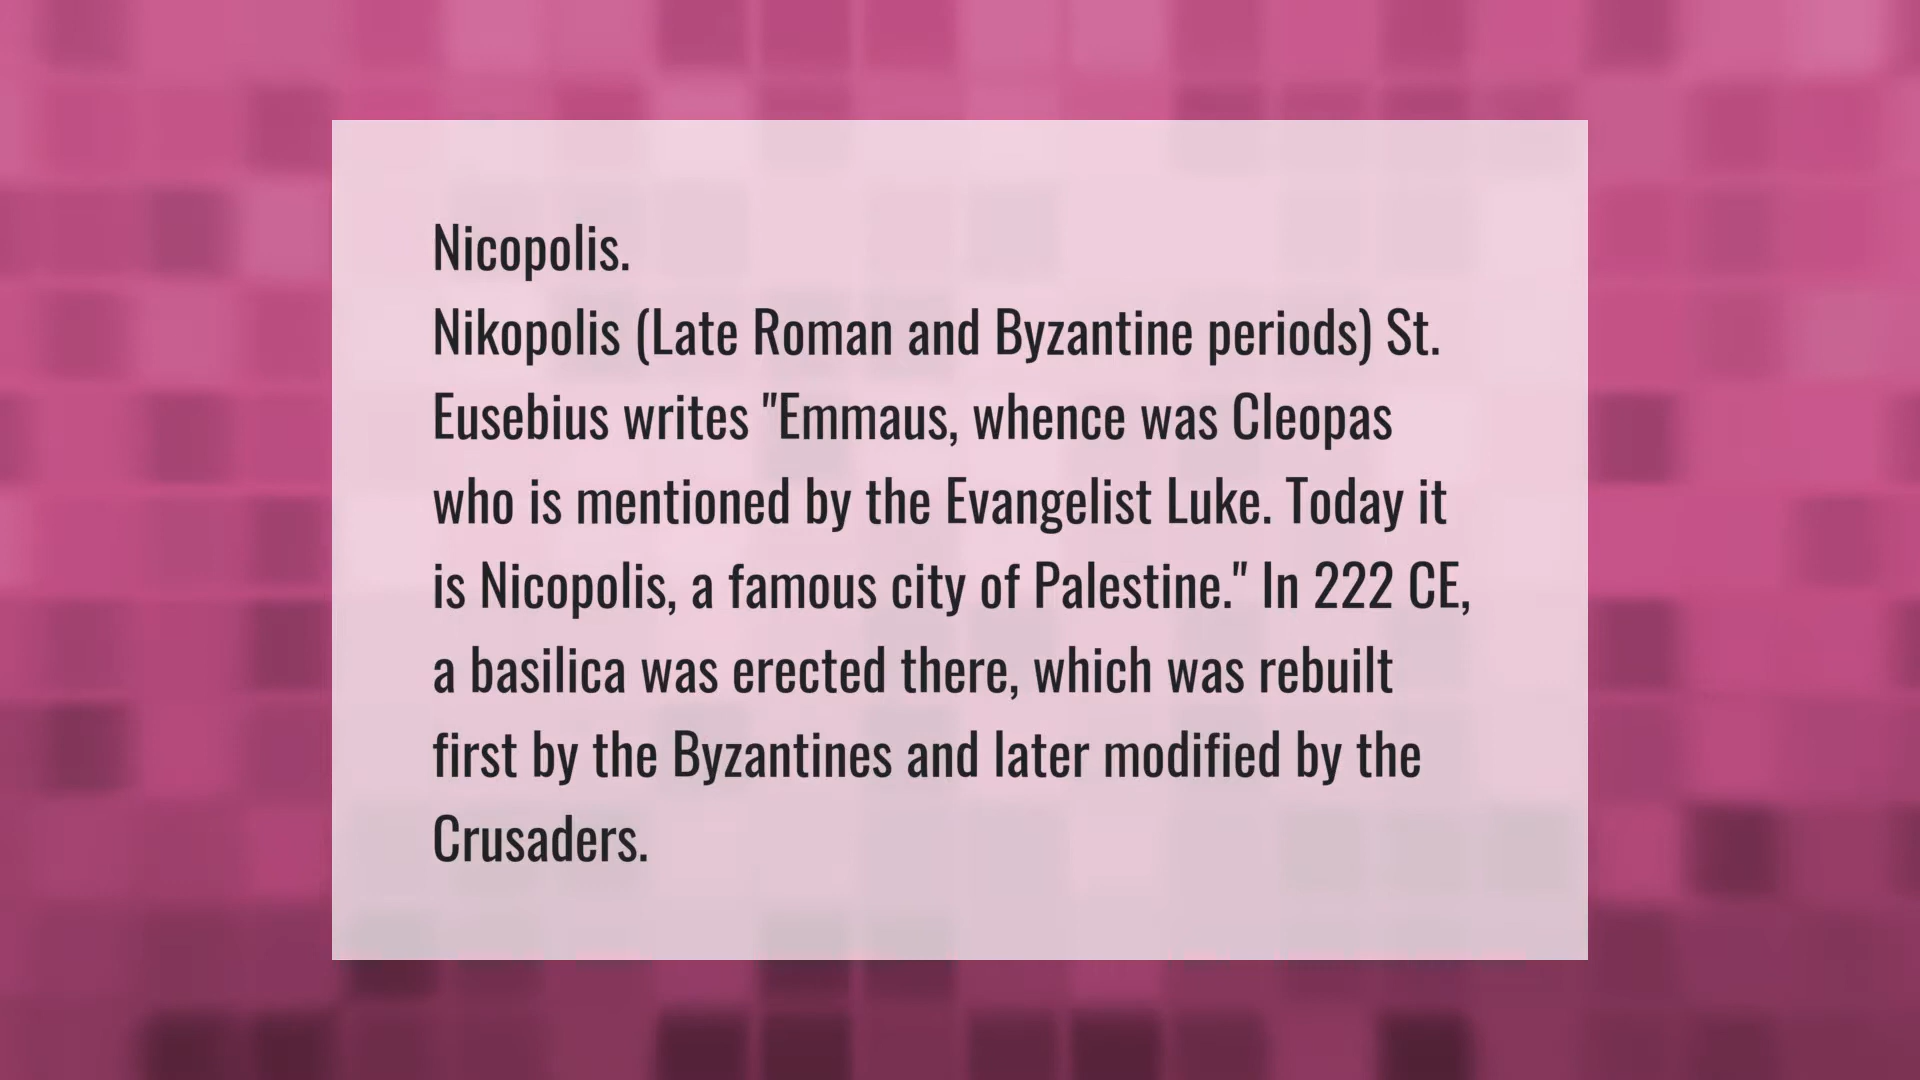 Nicopolis.
Nikopolis (Late Roman and Byzantine periods) St.
Eusebius writes "Emmaus, whence was Cleopas
who is mentioned by the Evangelist Luke. Today it
is Nicopolis, a famous city of Palestine." In 222 CE,
a basilica was erected there, which was rebuilt
first by the Byzantines and later modified by the
Crusaders.